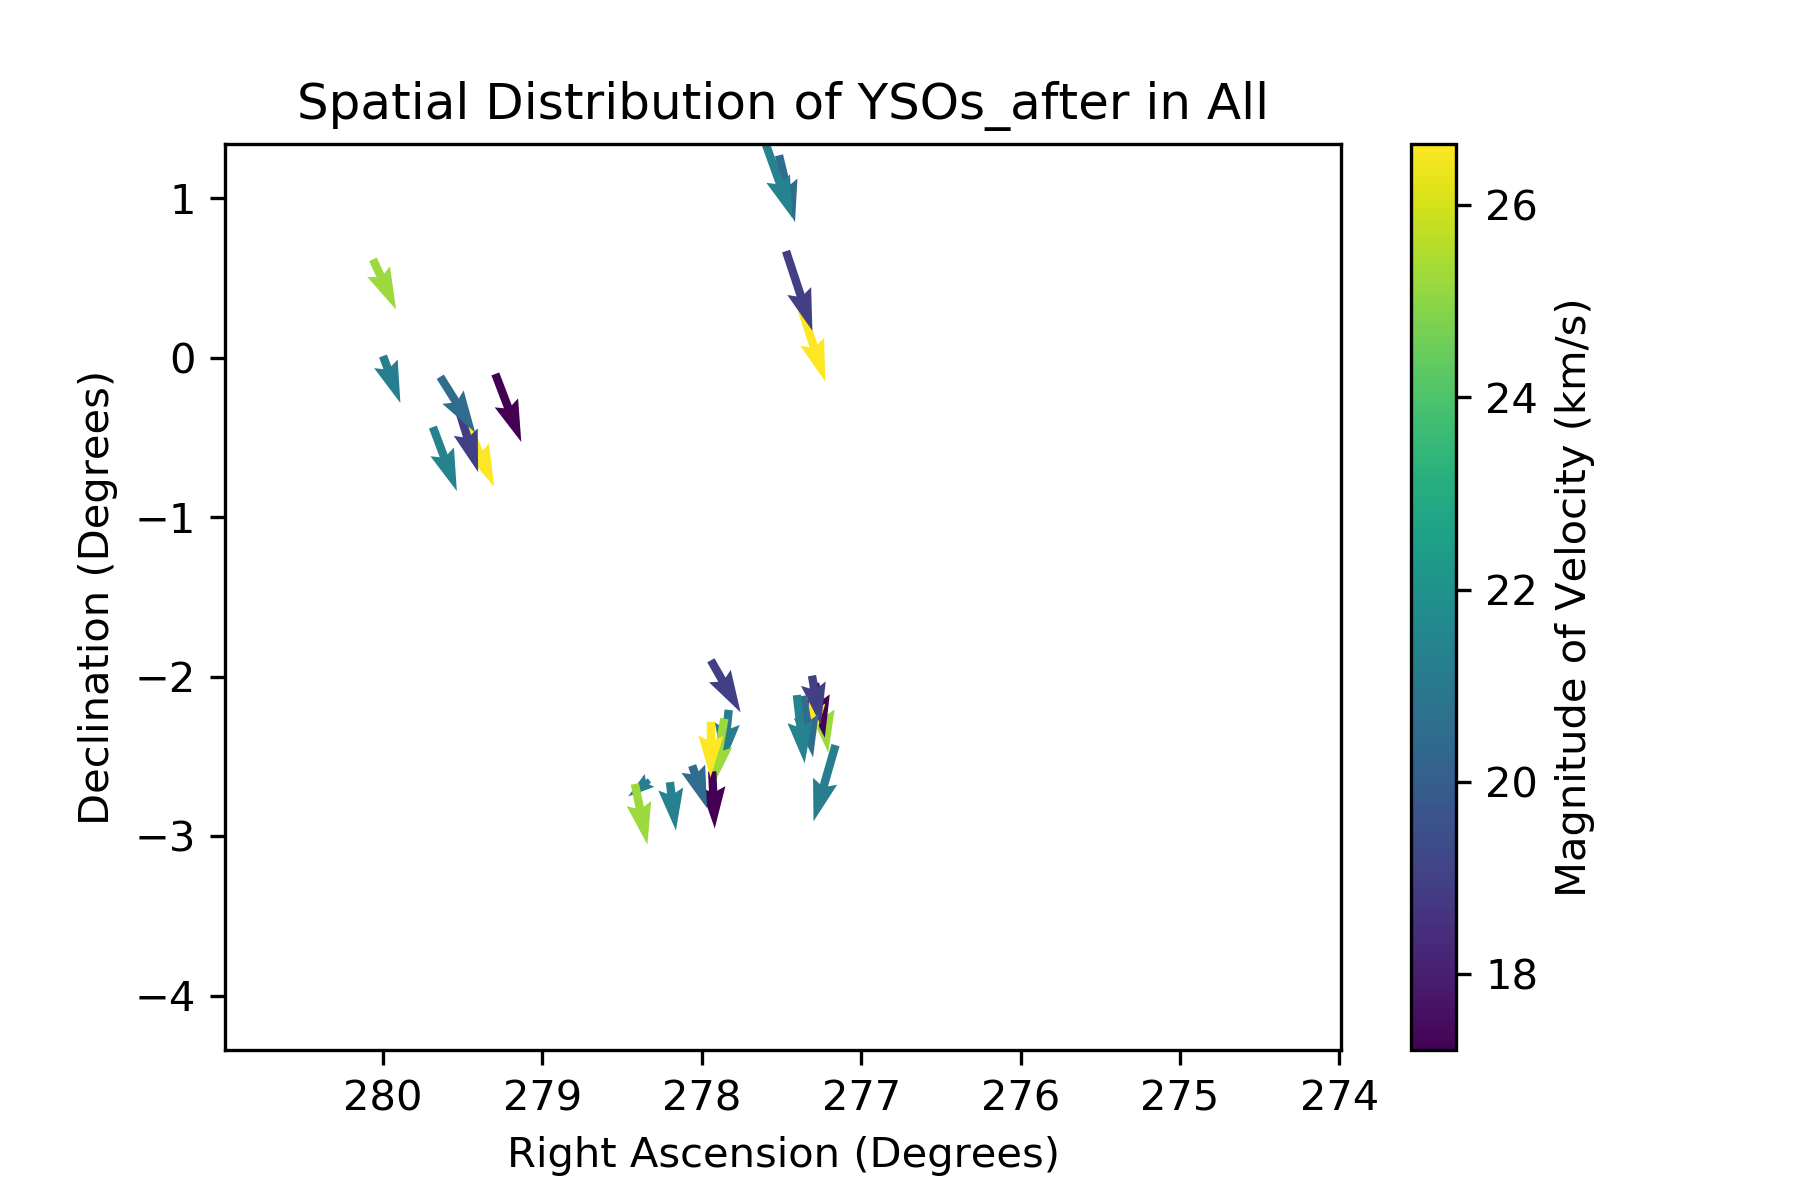 Spatial Distribution of YSOs_after in All
1
0
−1
−2
−3
−4
Declination (Degrees)
280 279 278 277 276 275 274
Right Ascension (Degrees)
26
24
22
20
18
Magnitude of Velocity (km/s)